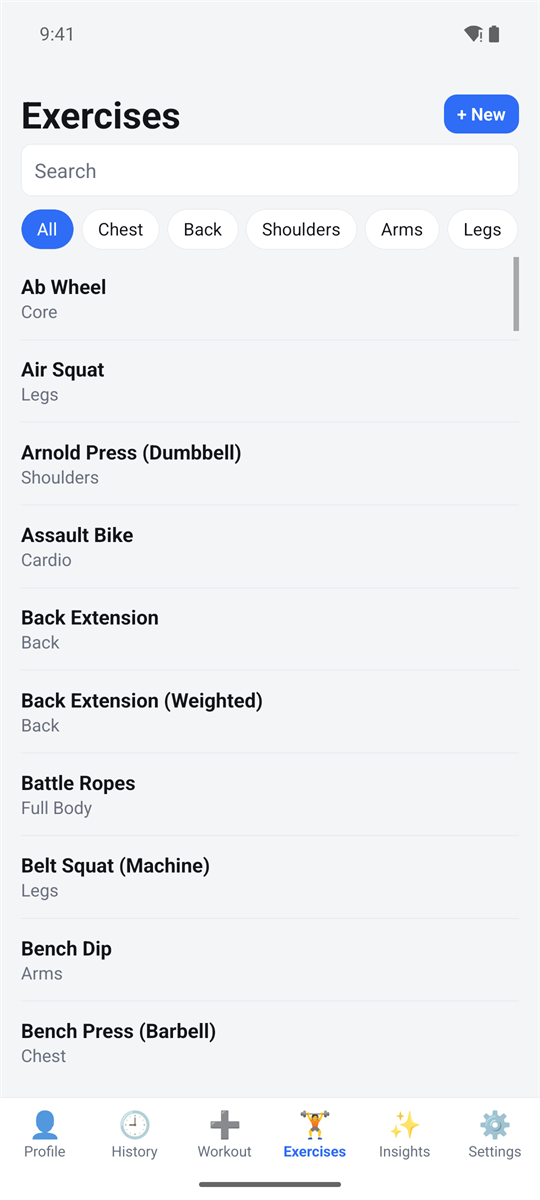 9:41
Exercises
+ New
Search
All Chest Back Shoulders Arms Legs
Ab Wheel
Core
Air Squat
Legs
Arnold Press (Dumbbell)
Shoulders
Assault Bike
Cardio
Back Extension
Back
Back Extension (Weighted)
Back
Battle Ropes
Full Body
Belt Squat (Machine)
Legs
Bench Dip
Arms
Bench Press (Barbell)
Chest
Profile History Workout Exercises Insights Settings